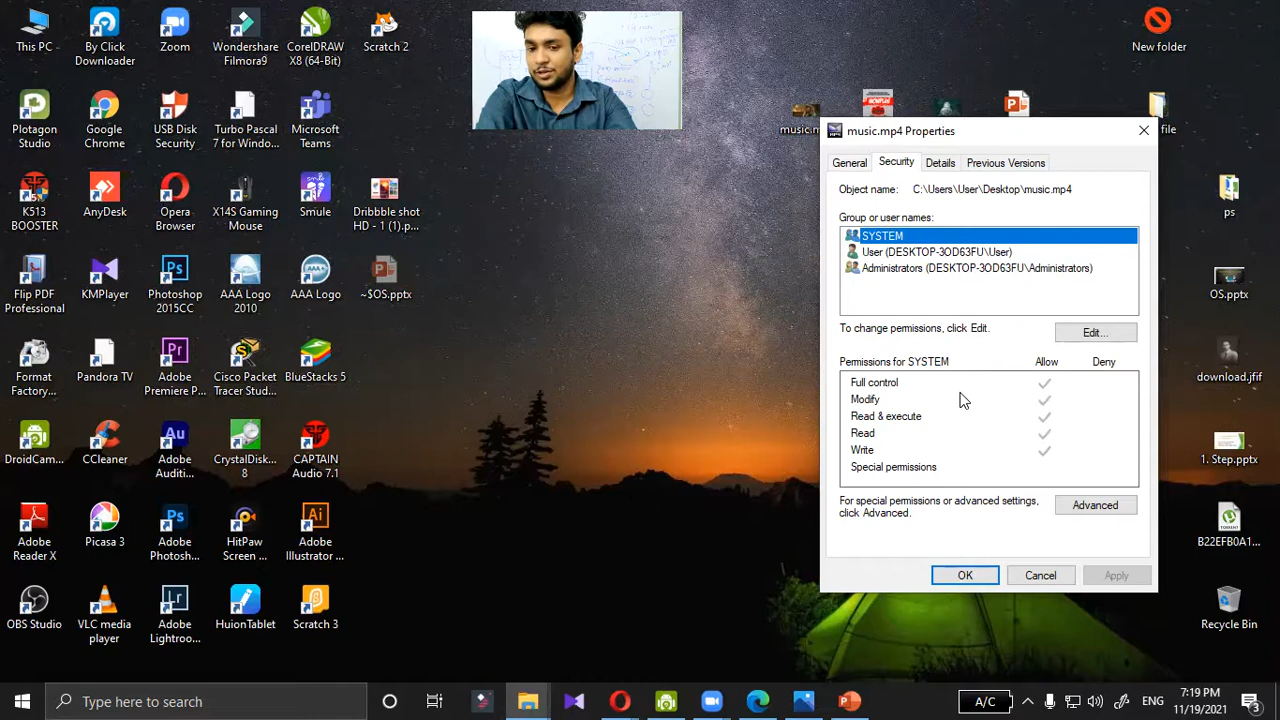 This PC
By Click
Downloader
Zoom
Wondershare
Filmora9
CorelDRAW
X8 (64-Bit)
Scratch 2
New folder
Plotagon
Studio
Google
Chrome
USB Disk
Security
Turbo Pascal
7 for Windo...
Microsoft
Teams
file
K513
BOOSTER
AnyDesk
Opera
Browser
X14S Gaming
Mouse
Smule
Dribbble shot
HD - 1 (1).p...
ps
Flip PDF
Professional
KMPlayer
Photoshop
2015CC
AAA Logo
2010
AAA Logo
~$OS.pptx
OS.pptx
Format
Factory...
Pandora TV
Adobe
Premiere P...
Cisco Packet
Tracer Stud...
BlueStacks 5
download.jfif
DroidCam...
CCleaner
Adobe
Auditi...
CrystalDisk...
8
CAPTAIN
Audio 7.1
1. Step.pptx
Adobe
Reader X
Picasa 3
Adobe
Photosh...
HitPaw
Screen ...
Adobe
Illustrator ...
B22EFB0A1...
OBS Studio
VLC media
player
Adobe
Lightroo...
HuionTablet
Scratch 3
Recycle Bin
music.mp4 Properties
General
Security
Details
Previous Versions
Object name: C:\Users\User\Desktop\music.mp4
Group or user names:
SYSTEM
User (DESKTOP-3OD63FU\User)
Administrators (DESKTOP-3OD63FU\Administrators)
To change permissions, click Edit.
Edit...
Permissions for SYSTEM Allow Deny
Full control
Modify
Read & execute
Read
Write
Special permissions
For special permissions or advanced settings,
click Advanced.
Advanced
OK
Cancel
Apply
Type here to search
A/C
ENG
7:19 PM
11/19/2021
3